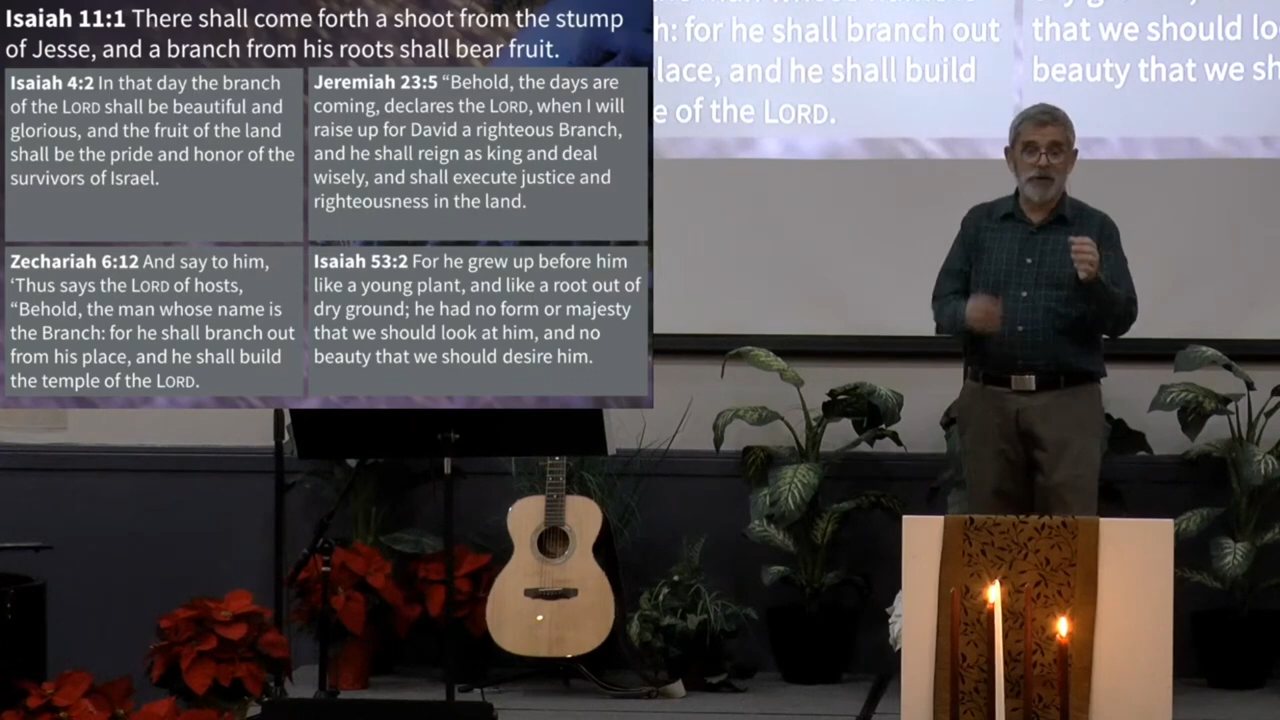 Isaiah 11:1 There shall come forth a shoot from the stump
of Jesse, and a branch from his roots shall bear fruit.
Isaiah 4:2 In that day the branch
of the LORD shall be beautiful and
glorious, and the fruit of the land
shall be the pride and honor of the
survivors of Israel.
Jeremiah 23:5 “Behold, the days are
coming, declares the LORD, when I will
raise up for David a righteous Branch,
and he shall reign as king and deal
wisely, and shall execute justice and
righteousness in the land.
Zechariah 6:12 And say to him,
‘Thus says the LORD of hosts,
“Behold, the man whose name is
the Branch: for he shall branch out
from his place, and he shall build
the temple of the LORD.
Isaiah 53:2 For he grew up before him
like a young plant, and like a root out of
dry ground; he had no form or majesty
that we should look at him, and no
beauty that we should desire him.
h: for he shall branch out
lace, and he shall build
e of the LORD.
that we should lo
beauty that we sh